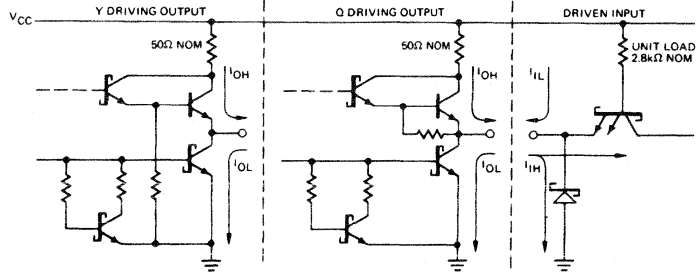 VCC
Y DRIVING OUTPUT
50Ω NOM
IOH
IOL
Q DRIVING OUTPUT
50Ω NOM
IOH
IOL
DRIVEN INPUT
UNIT LOAD
2.8kΩ NOM
IIL
IIH